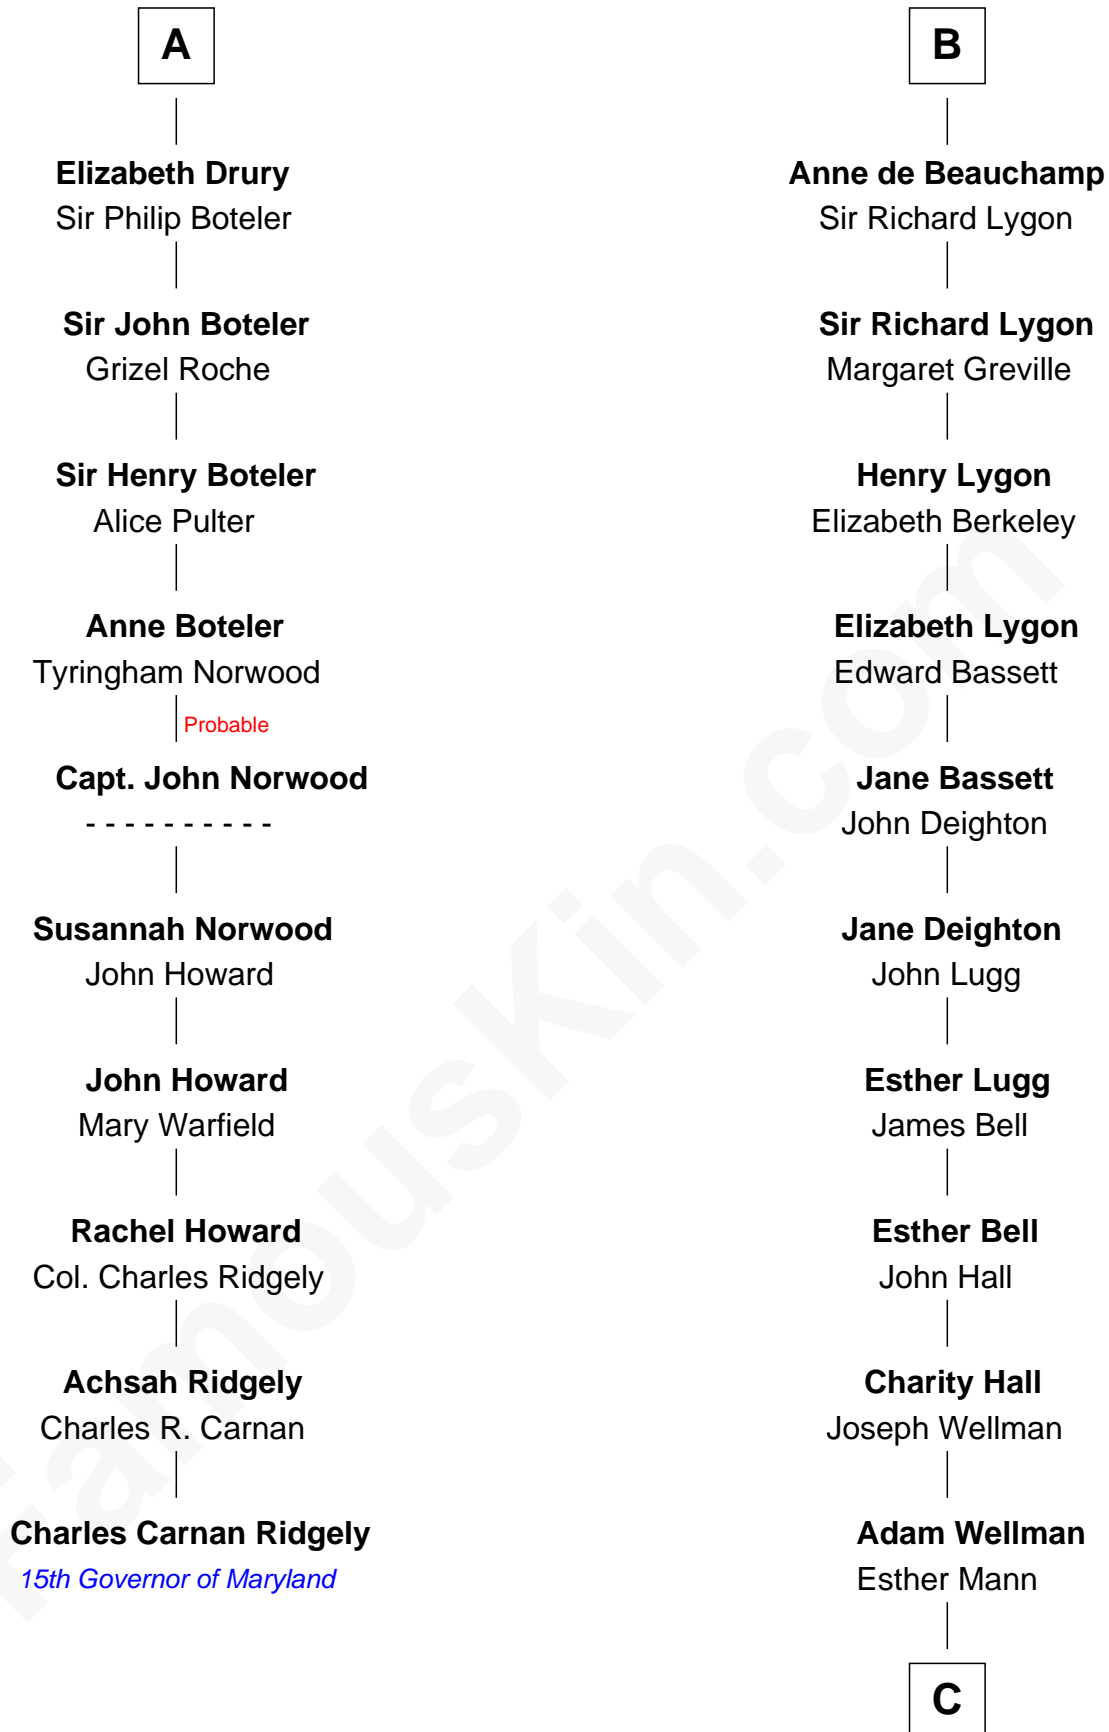 A
Elizabeth Drury
Sir Philip Boteler
Sir John Boteler
Grizel Roche
Sir Henry Boteler
Alice Pulter
Anne Boteler
Tyringham Norwood
Probable
Capt. John Norwood
- - - - - - - - - -
Susannah Norwood
John Howard
John Howard
Mary Warfield
Rachel Howard
Col. Charles Ridgely
Achsah Ridgely
Charles R. Carnan
Charles Carnan Ridgely
15th Governor of Maryland
B
Anne de Beauchamp
Sir Richard Lygon
Sir Richard Lygon
Margaret Greville
Henry Lygon
Elizabeth Berkeley
Elizabeth Lygon
Edward Bassett
Jane Bassett
John Deighton
Jane Deighton
John Lugg
Esther Lugg
James Bell
Esther Bell
John Hall
Charity Hall
Joseph Wellman
Adam Wellman
Esther Mann
C
FamousKin.com